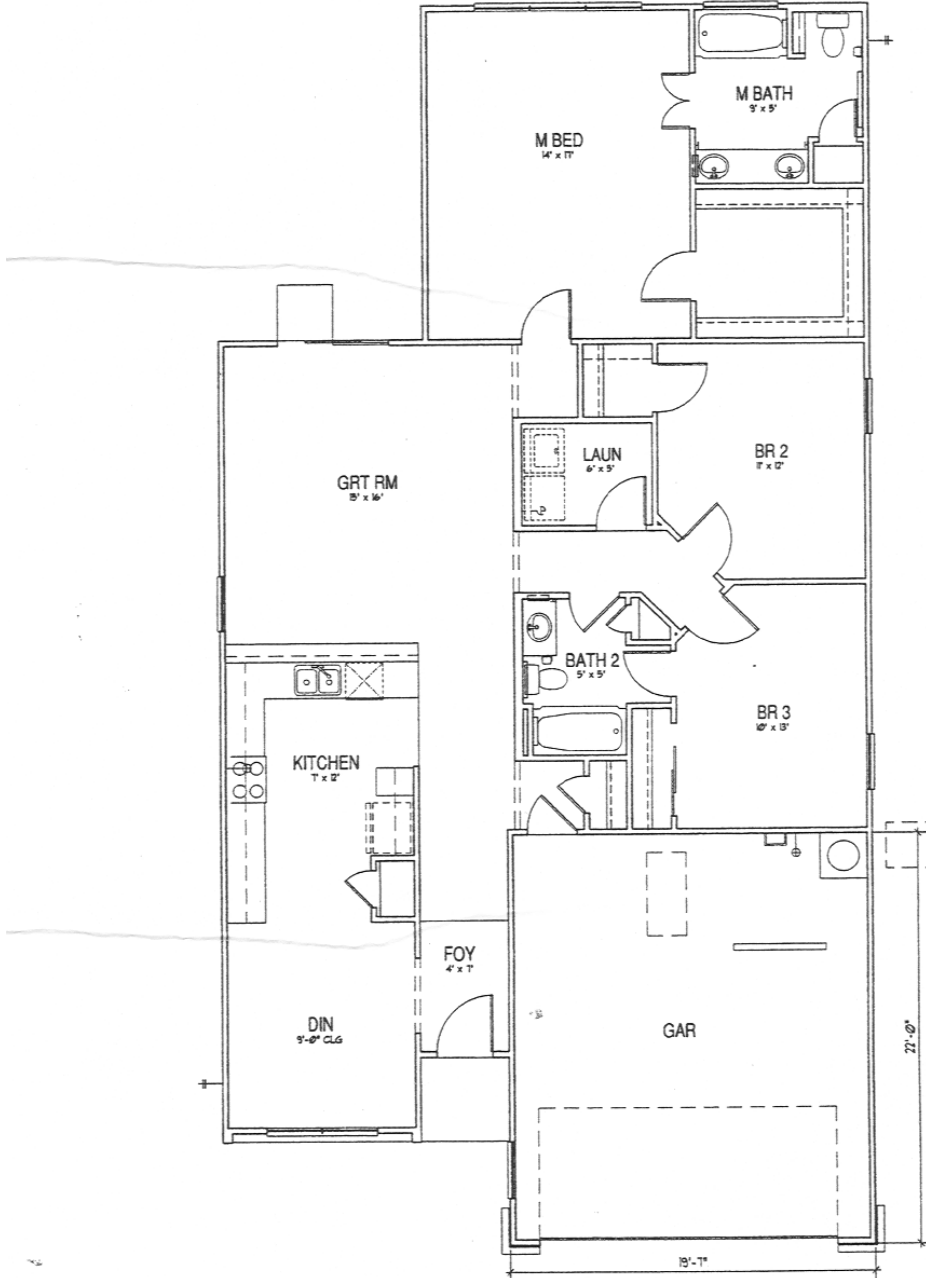 M BATH
9' x 5'
M BED
14' x 17'
BR 2
11' x 12'
LAUN
6' x 5'
GRT RM
15' x 16'
BATH 2
5' x 5'
BR 3
10' x 13'
KITCHEN
7' x 12'
FOY
4' x 7'
DIN
9'-0" CLG
GAR
22'-0"
19'-7"